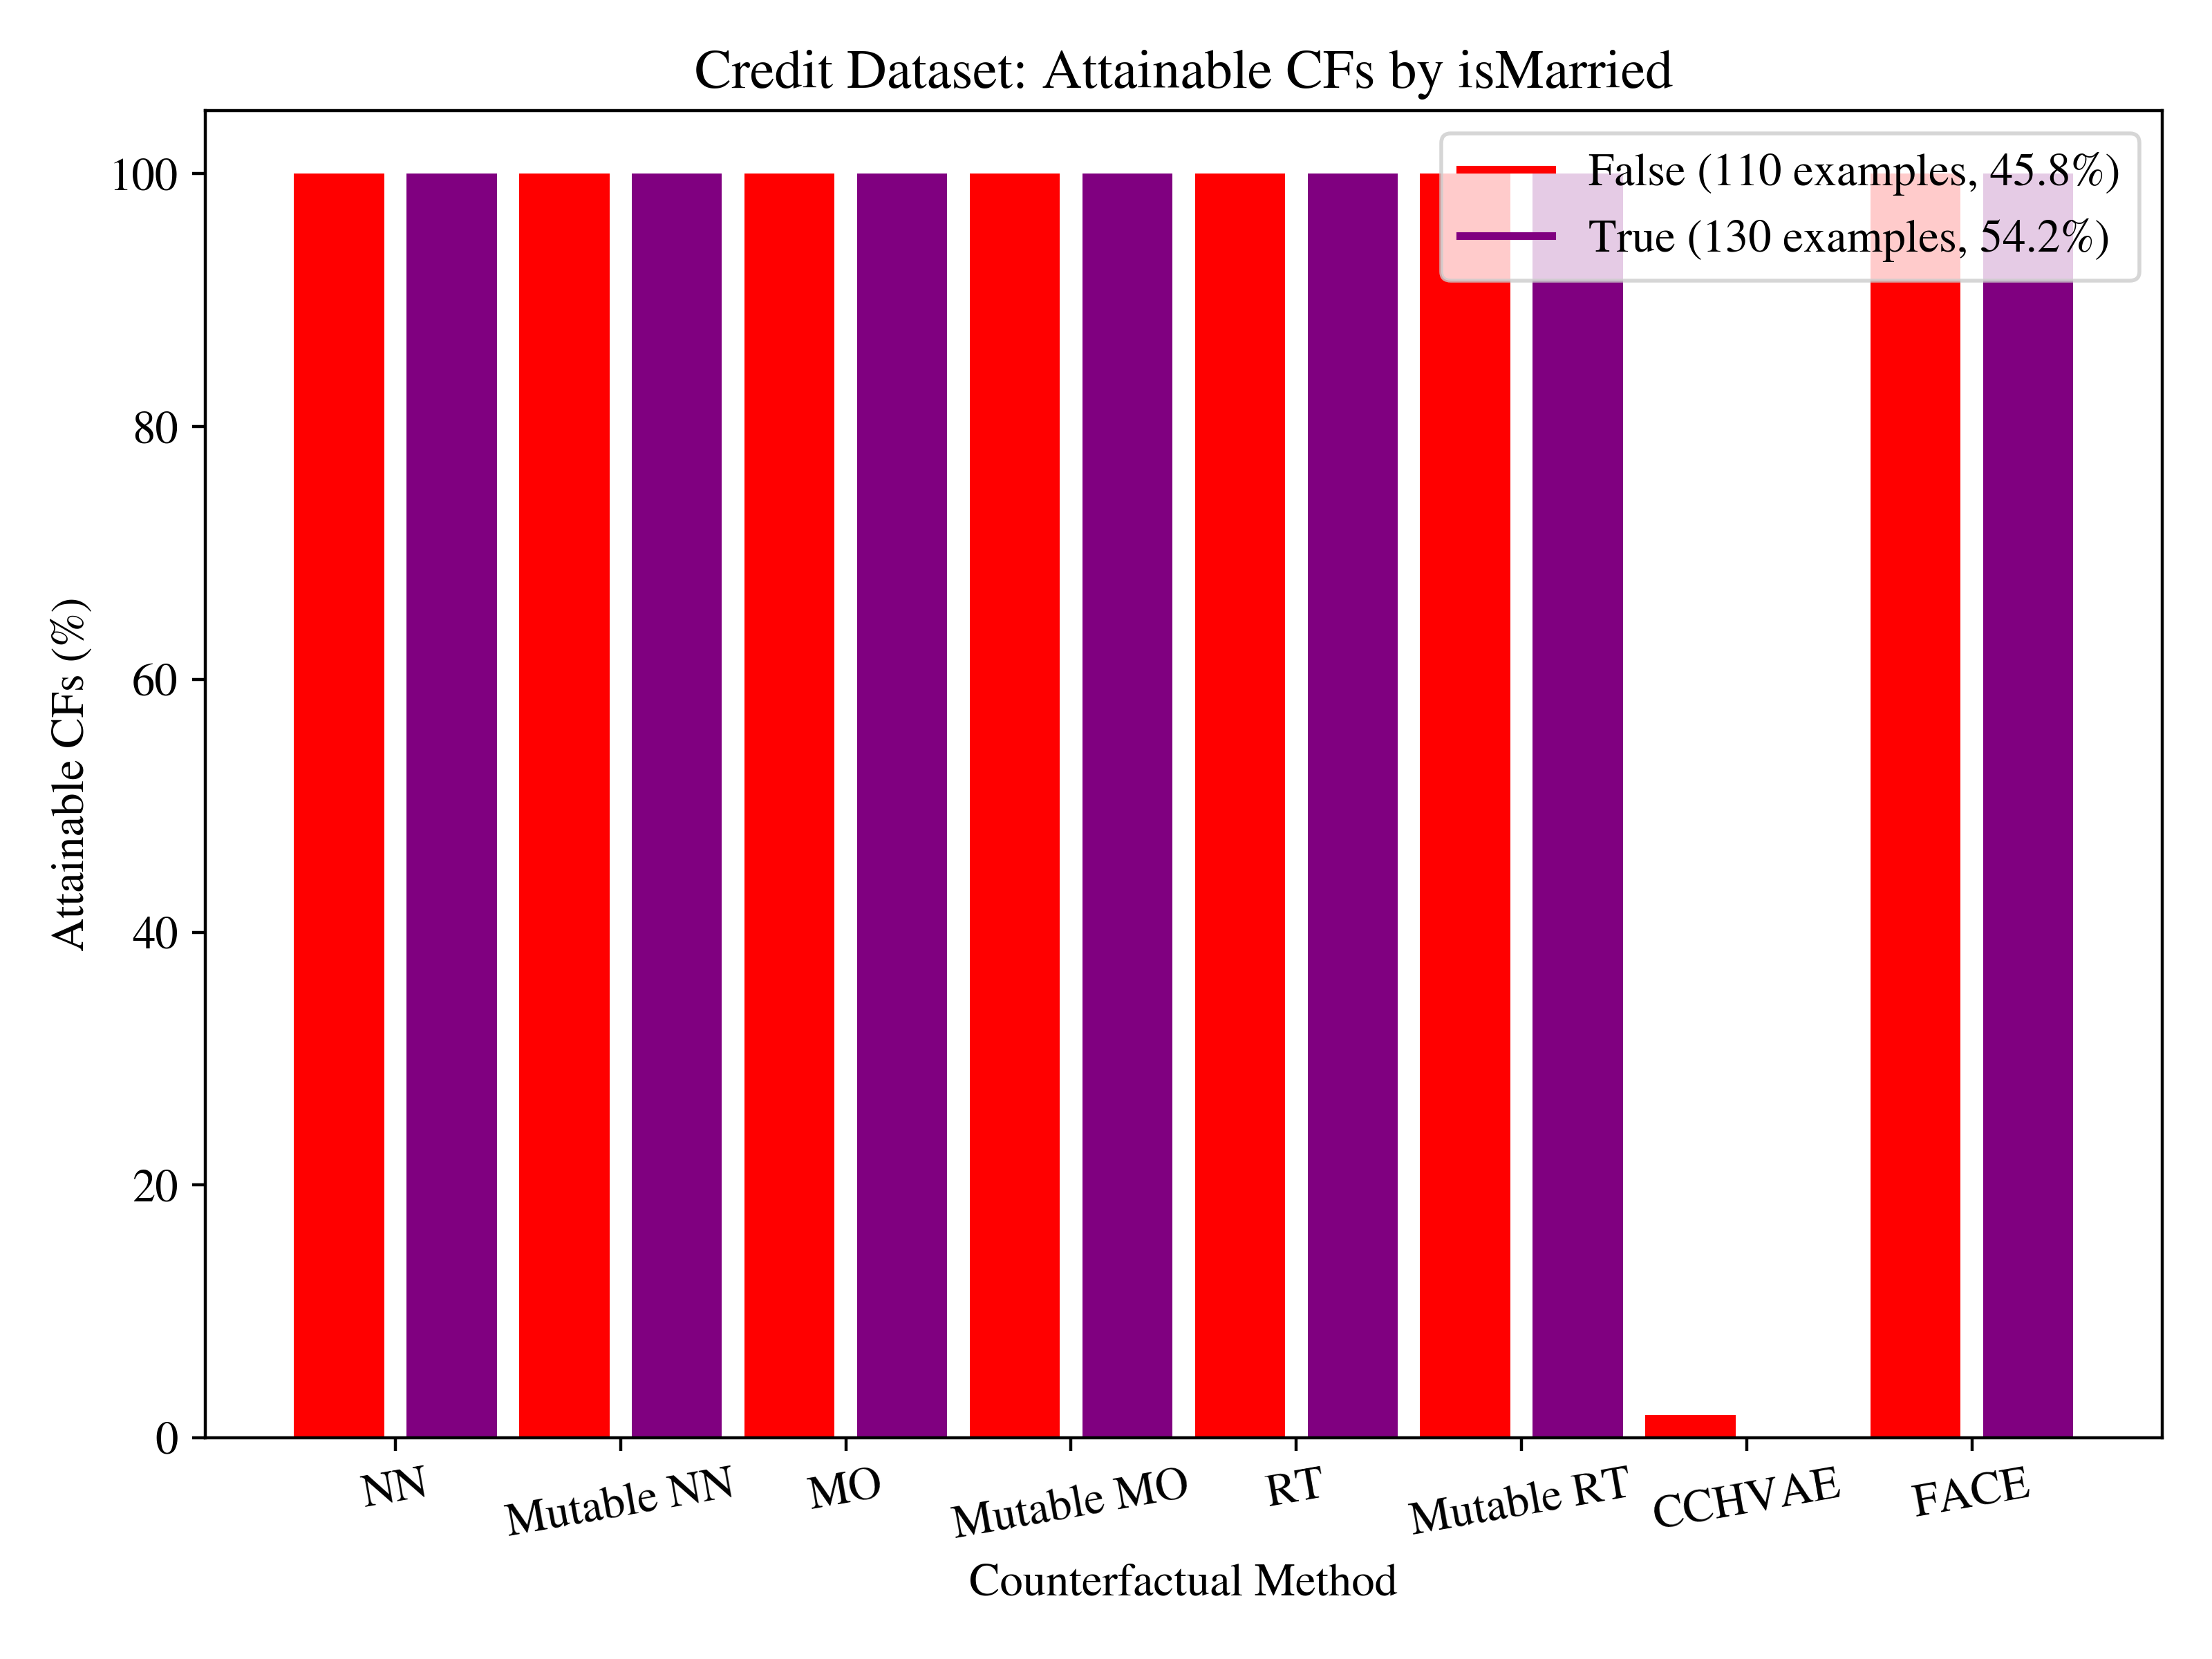 Credit Dataset: Attainable CFs by isMarried
False (110 examples, 45.8%)
True (130 examples, 54.2%)
Attainable CFs (%)
100
80
60
40
20
0
NN
Mutable NN
MO
Mutable MO
RT
Mutable RT
CCHVAE
FACE
Counterfactual Method